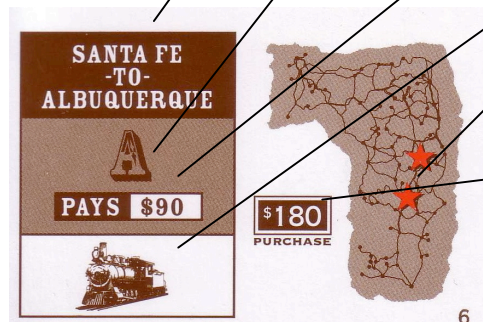 SANTA FE
-TO-
ALBUQUERQUE
A
PAYS $90
$180
PURCHASE
6